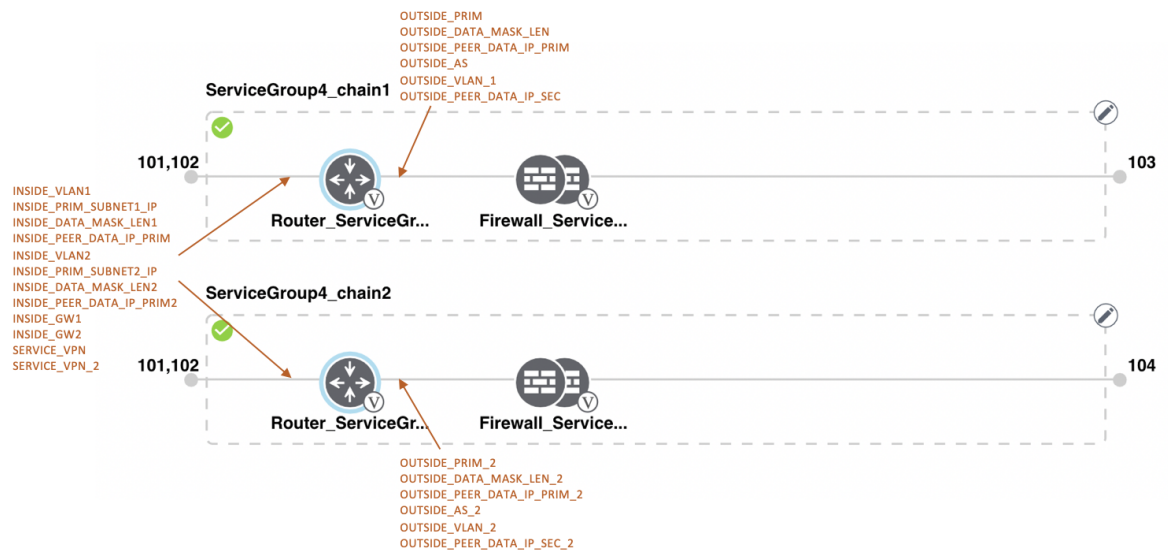 OUTSIDE_PRIM
OUTSIDE_DATA_MASK_LEN
OUTSIDE_PEER_DATA_IP_PRIM
OUTSIDE_AS
OUTSIDE_VLAN_1
OUTSIDE_PEER_DATA_IP_SEC
ServiceGroup4_chain1
101,102
103
V
V
Router_ServiceGr...
Firewall_Service...
INSIDE_VLAN1
INSIDE_PRIM_SUBNET1_IP
INSIDE_DATA_MASK_LEN1
INSIDE_PEER_DATA_IP_PRIM
INSIDE_VLAN2
INSIDE_PRIM_SUBNET2_IP
INSIDE_DATA_MASK_LEN2
INSIDE_PEER_DATA_IP_PRIM2
INSIDE_GW1
INSIDE_GW2
SERVICE_VPN
SERVICE_VPN_2
ServiceGroup4_chain2
101,102
104
V
V
Router_ServiceGr...
Firewall_Service...
OUTSIDE_PRIM_2
OUTSIDE_DATA_MASK_LEN_2
OUTSIDE_PEER_DATA_IP_PRIM_2
OUTSIDE_AS_2
OUTSIDE_VLAN_2
OUTSIDE_PEER_DATA_IP_SEC_2